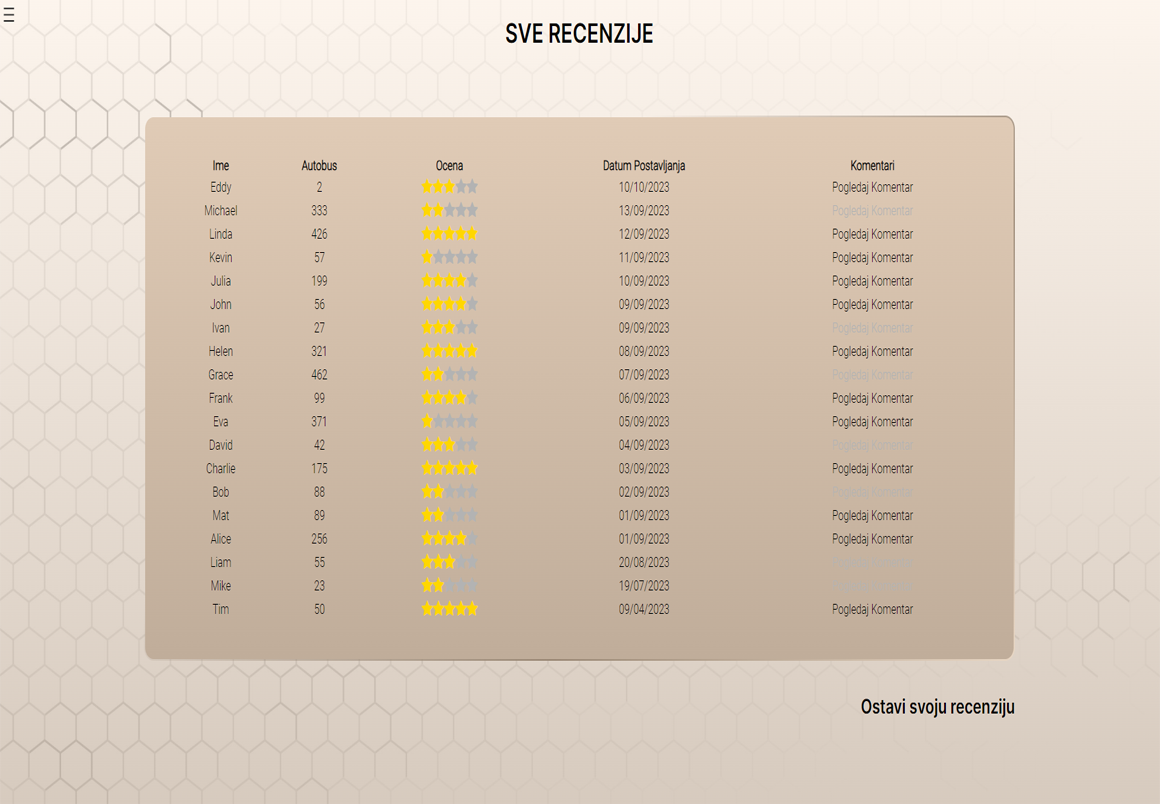 SVE RECENZIJE
Ime Autobus Ocena Datum Postavljanja Komentari
Eddy 2 10/10/2023 Pogledaj Komentar
Michael 333 13/09/2023 Pogledaj Komentar
Linda 426 12/09/2023 Pogledaj Komentar
Kevin 57 11/09/2023 Pogledaj Komentar
Julia 199 10/09/2023 Pogledaj Komentar
John 56 09/09/2023 Pogledaj Komentar
Ivan 27 09/09/2023 Pogledaj Komentar
Helen 321 08/09/2023 Pogledaj Komentar
Grace 462 07/09/2023 Pogledaj Komentar
Frank 99 06/09/2023 Pogledaj Komentar
Eva 371 05/09/2023 Pogledaj Komentar
David 42 04/09/2023 Pogledaj Komentar
Charlie 175 03/09/2023 Pogledaj Komentar
Bob 88 02/09/2023 Pogledaj Komentar
Mat 89 01/09/2023 Pogledaj Komentar
Alice 256 01/09/2023 Pogledaj Komentar
Liam 55 20/08/2023
Mike 23 19/07/2023
Tim 50 09/04/2023 Pogledaj Komentar
Ostavi svoju recenziju